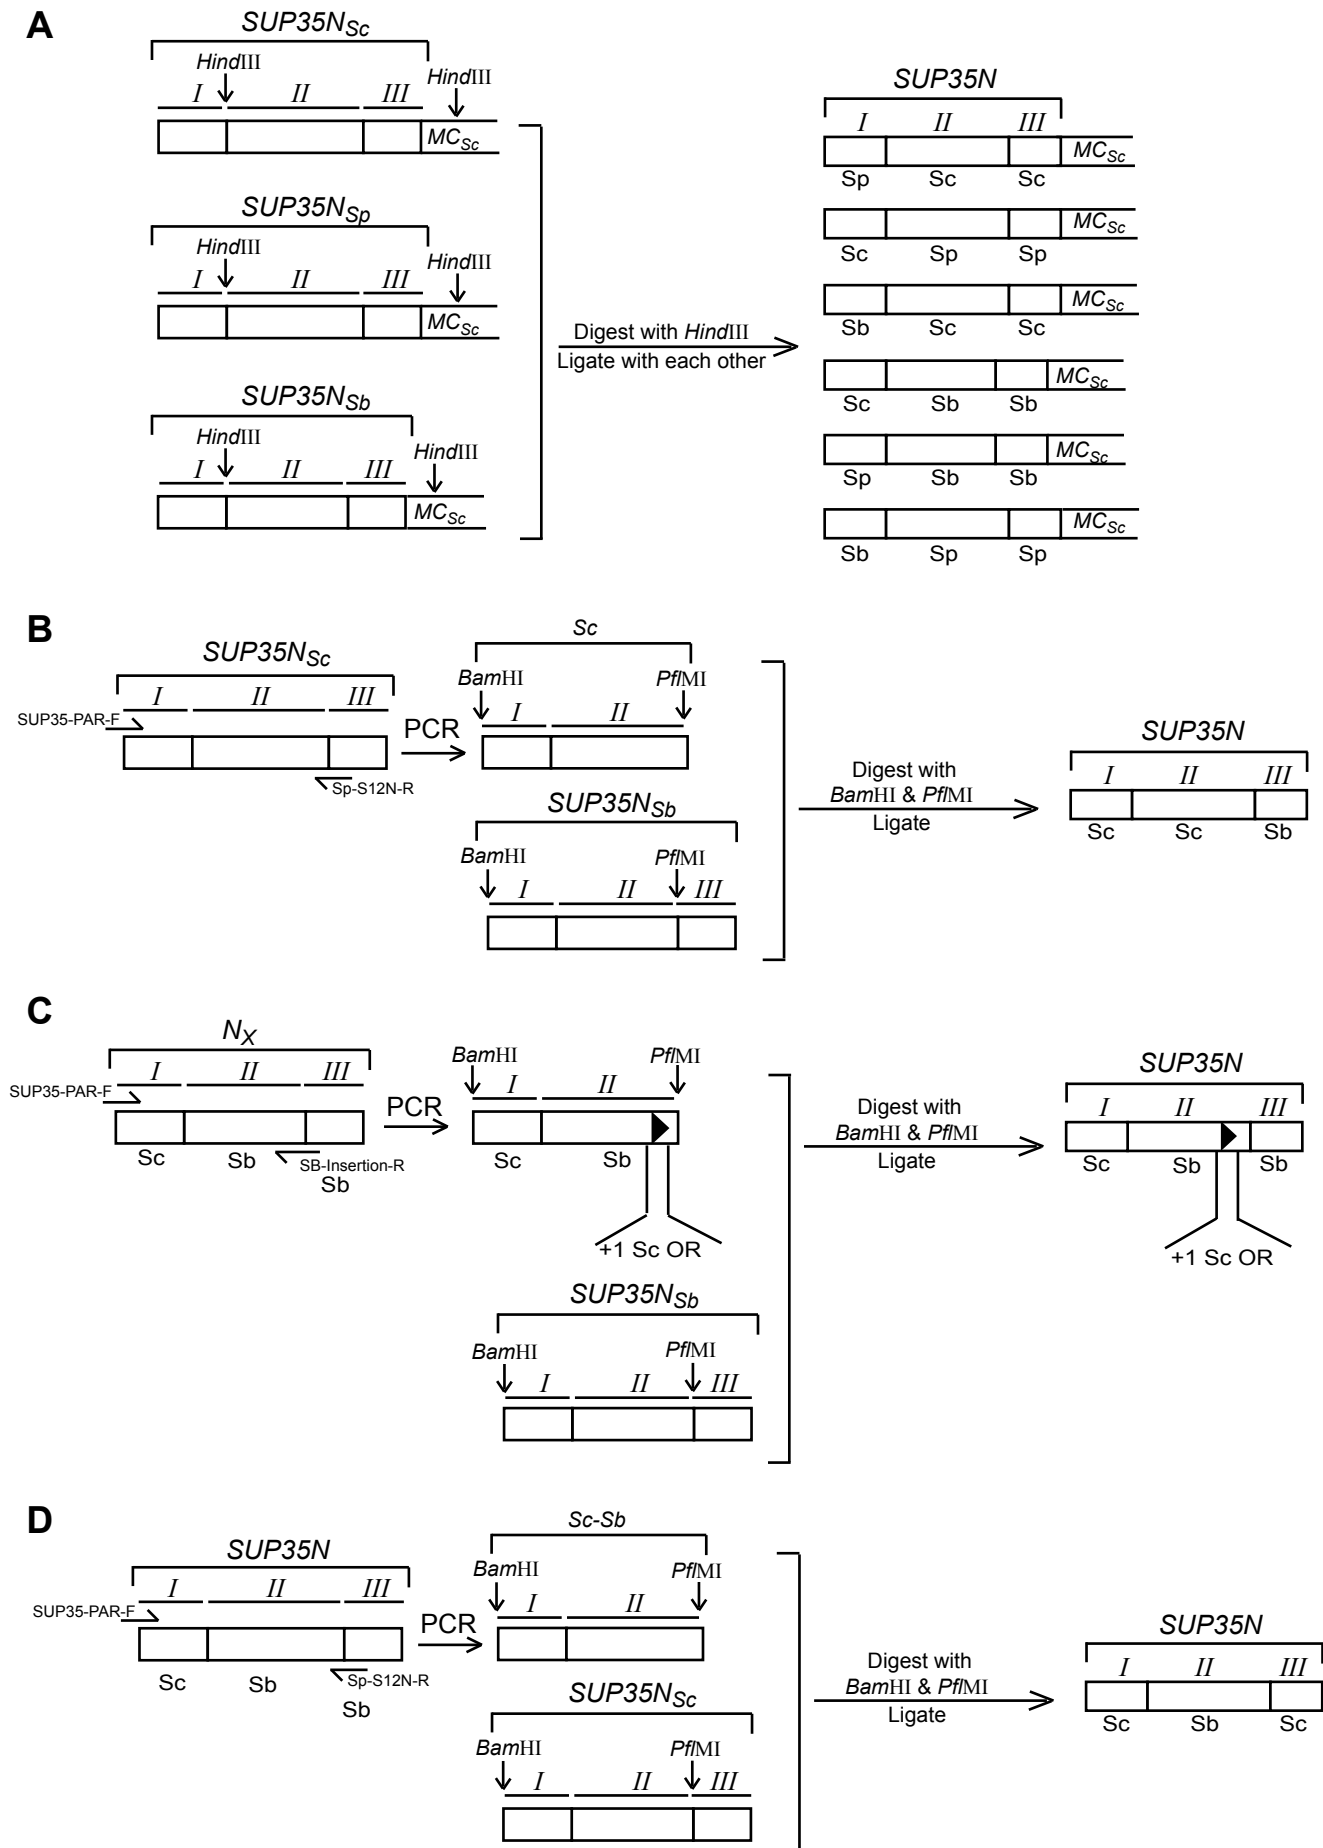 A
SUP35N_Sc
HindIII
HindIII
I II III
MC_Sc
SUP35N_Sp
HindIII
HindIII
I II III
MC_Sc
SUP35N_Sb
HindIII
HindIII
I II III
MC_Sc
Digest with HindIII
Ligate with each other
SUP35N
I II III
MC_Sc
Sp Sc Sc
MC_Sc
Sc Sp Sp
MC_Sc
Sb Sc Sc
MC_Sc
Sc Sb Sb
MC_Sc
Sp Sb Sb
MC_Sc
Sb Sp Sp
B
SUP35N_Sc
I II III
SUP35-PAR-F
Sp-S12N-R
PCR
Sc
BamHI PflMI
I II
SUP35N_Sb
BamHI PflMI
I II III
Digest with
BamHI & PflMI
Ligate
SUP35N
I II III
Sc Sc Sb
C
N_X
I II III
SUP35-PAR-F
Sc Sb
SB-Insertion-R
Sb
PCR
BamHI PflMI
I II
Sc Sb
+1 Sc OR
SUP35N_Sb
BamHI PflMI
I II III
Digest with
BamHI & PflMI
Ligate
SUP35N
I II III
Sc Sb Sb
+1 Sc OR
D
SUP35N
I II III
SUP35-PAR-F
Sc Sb
Sp-S12N-R
Sb
PCR
Sc-Sb
BamHI PflMI
I II
SUP35N_Sc
BamHI PflMI
I II III
Digest with
BamHI & PflMI
Ligate
SUP35N
I II III
Sc Sb Sc